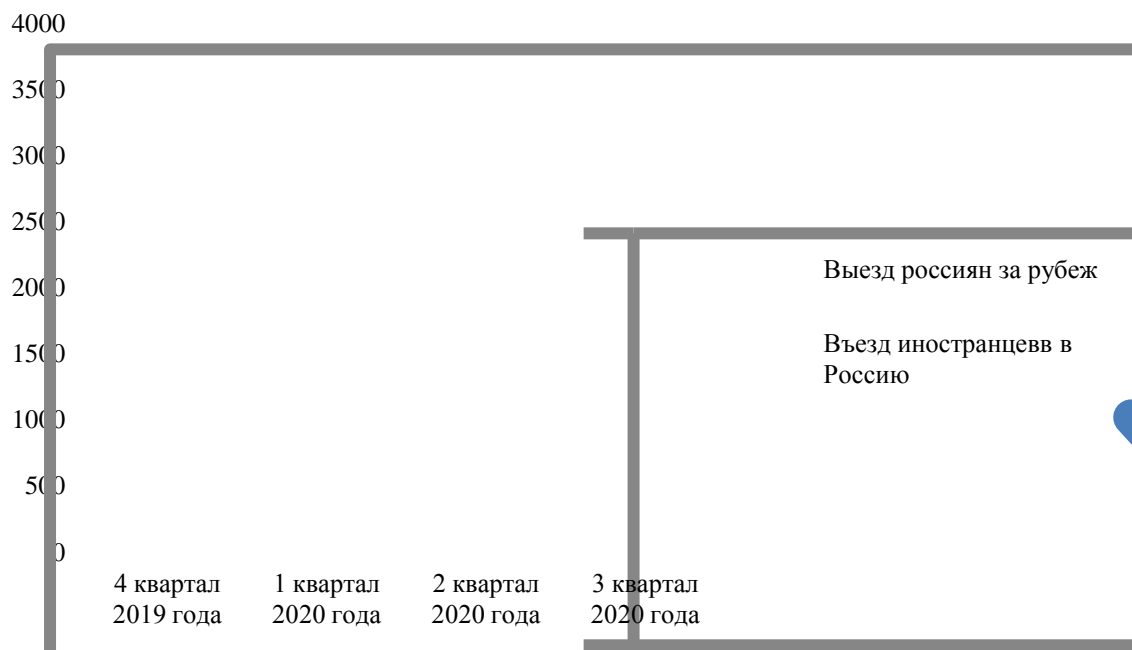 4000
3500
3000
2500
2000
1500
1000
500
0
Выезд россиян за рубеж
Въезд иностранцевв в
Россию
4 квартал 1 квартал 2 квартал 3 квартал
2019 года 2020 года 2020 года 2020 года